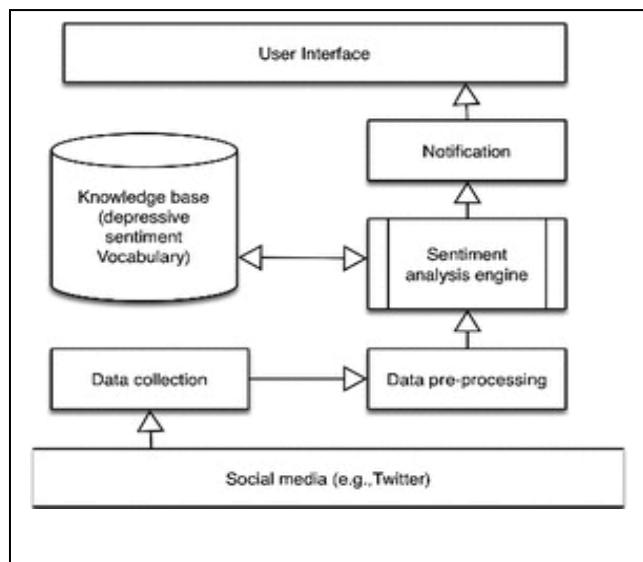 User Interface
Notification
Knowledge base
(depressive
sentiment
Vocabulary)
Sentiment
analysis engine
Data collection
Data pre-processing
Social media (e.g.,Twitter)